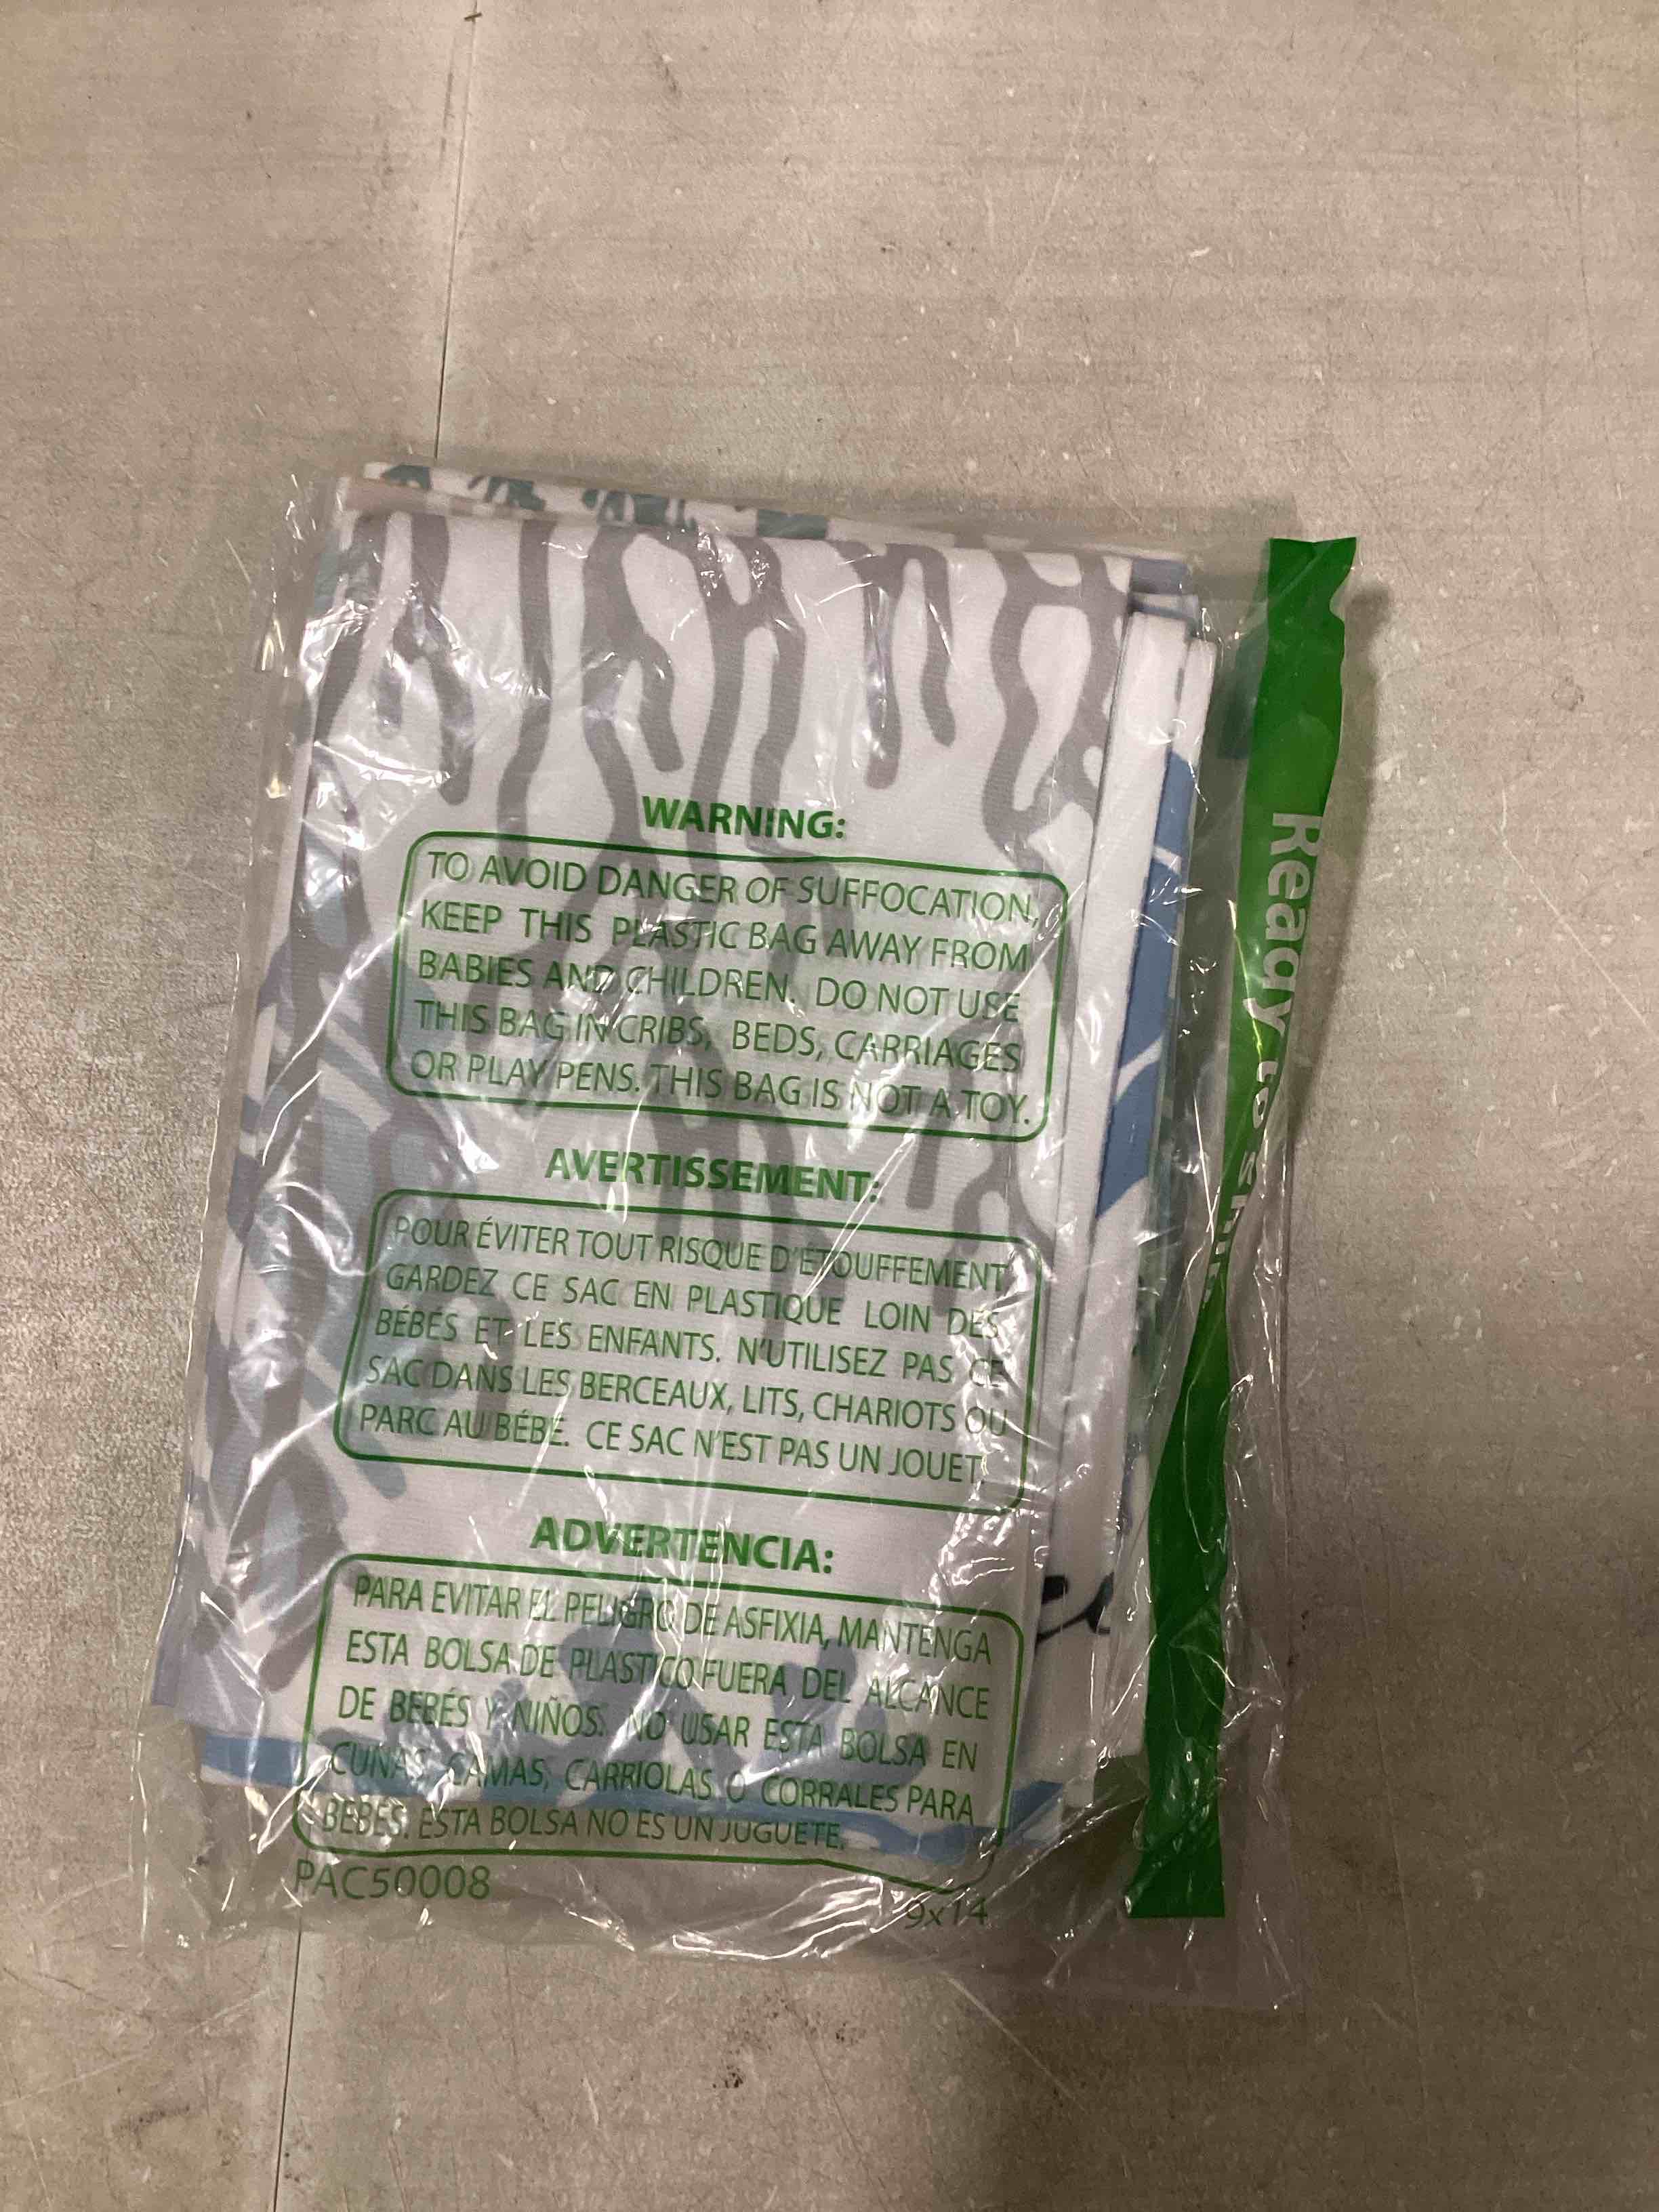 WARNING:
TO AVOID DANGER OF SUFFOCATION,
KEEP THIS PLASTIC BAG AWAY FROM
BABIES AND CHILDREN. DO NOT USE
THIS BAG IN CRIBS, BEDS, CARRIAGES
OR PLAY PENS. THIS BAG IS NOT A TOY.
AVERTISSEMENT:
POUR ÉVITER TOUT RISQUE D'ÉTOUFFEMENT
GARDEZ CE SAC EN PLASTIQUE LOIN DES
BÉBÉS ET LES ENFANTS. N'UTILISEZ PAS CE
SAC DANS LES BERCEAUX, LITS, CHARIOTS OU
PARC AU BÉBÉ. CE SAC N'EST PAS UN JOUET.
ADVERTENCIA:
PARA EVITAR EL PELIGRO DE ASFIXIA, MANTENGA
ESTA BOLSA DE PLASTICO FUERA DEL ALCANCE
DE BEBÉS Y NIÑOS. NO USAR ESTA BOLSA EN
CUNAS, CAMAS, CARRIOLAS O CORRALES PARA
BEBÉS. ESTA BOLSA NO ES UN JUGUETE.
PAC50008
9x14
Ready to ship